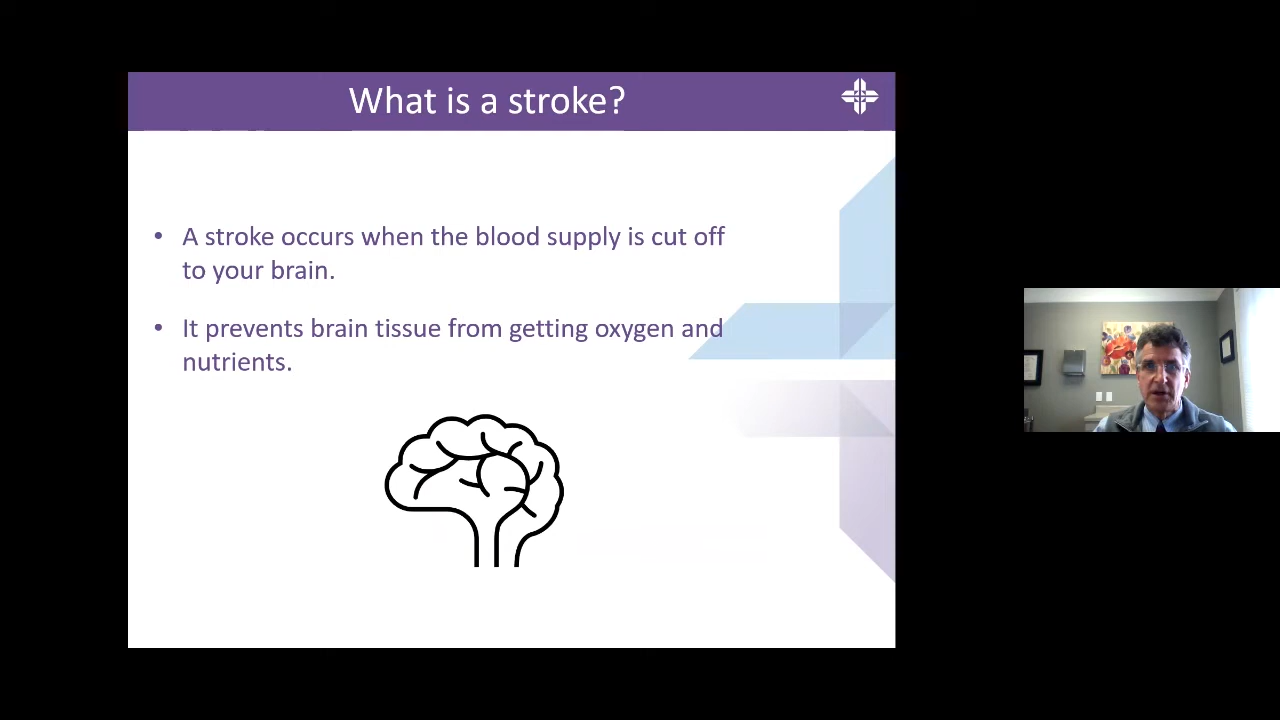 What is a stroke?
• A stroke occurs when the blood supply is cut off
to your brain.
• It prevents brain tissue from getting oxygen and
nutrients.